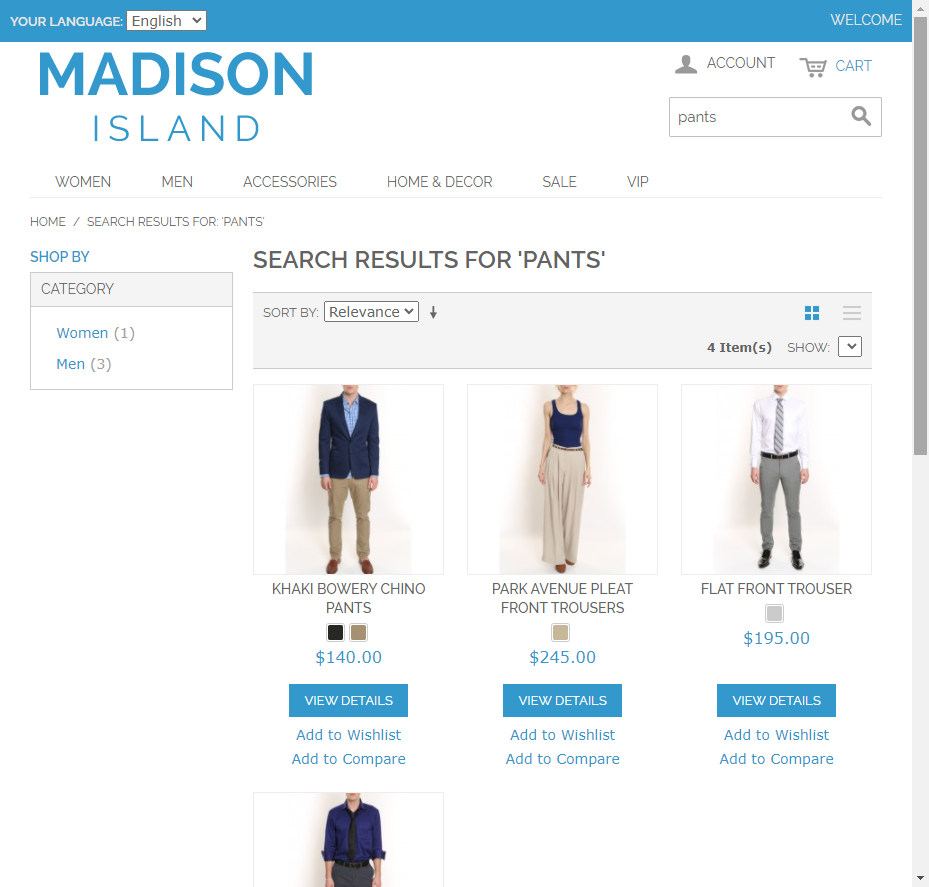 YOUR LANGUAGE: English
WELCOME
MADISON
ISLAND
ACCOUNT
CART
pants
WOMEN
MEN
ACCESSORIES
HOME & DECOR
SALE
VIP
HOME / SEARCH RESULTS FOR: 'PANTS'
SHOP BY
CATEGORY
Women (1)
Men (3)
SEARCH RESULTS FOR 'PANTS'
SORT BY: Relevance
4 Item(s) SHOW:
KHAKI BOWERY CHINO
PANTS
$140.00
VIEW DETAILS
Add to Wishlist
Add to Compare
PARK AVENUE PLEAT
FRONT TROUSERS
$245.00
VIEW DETAILS
Add to Wishlist
Add to Compare
FLAT FRONT TROUSER
$195.00
VIEW DETAILS
Add to Wishlist
Add to Compare